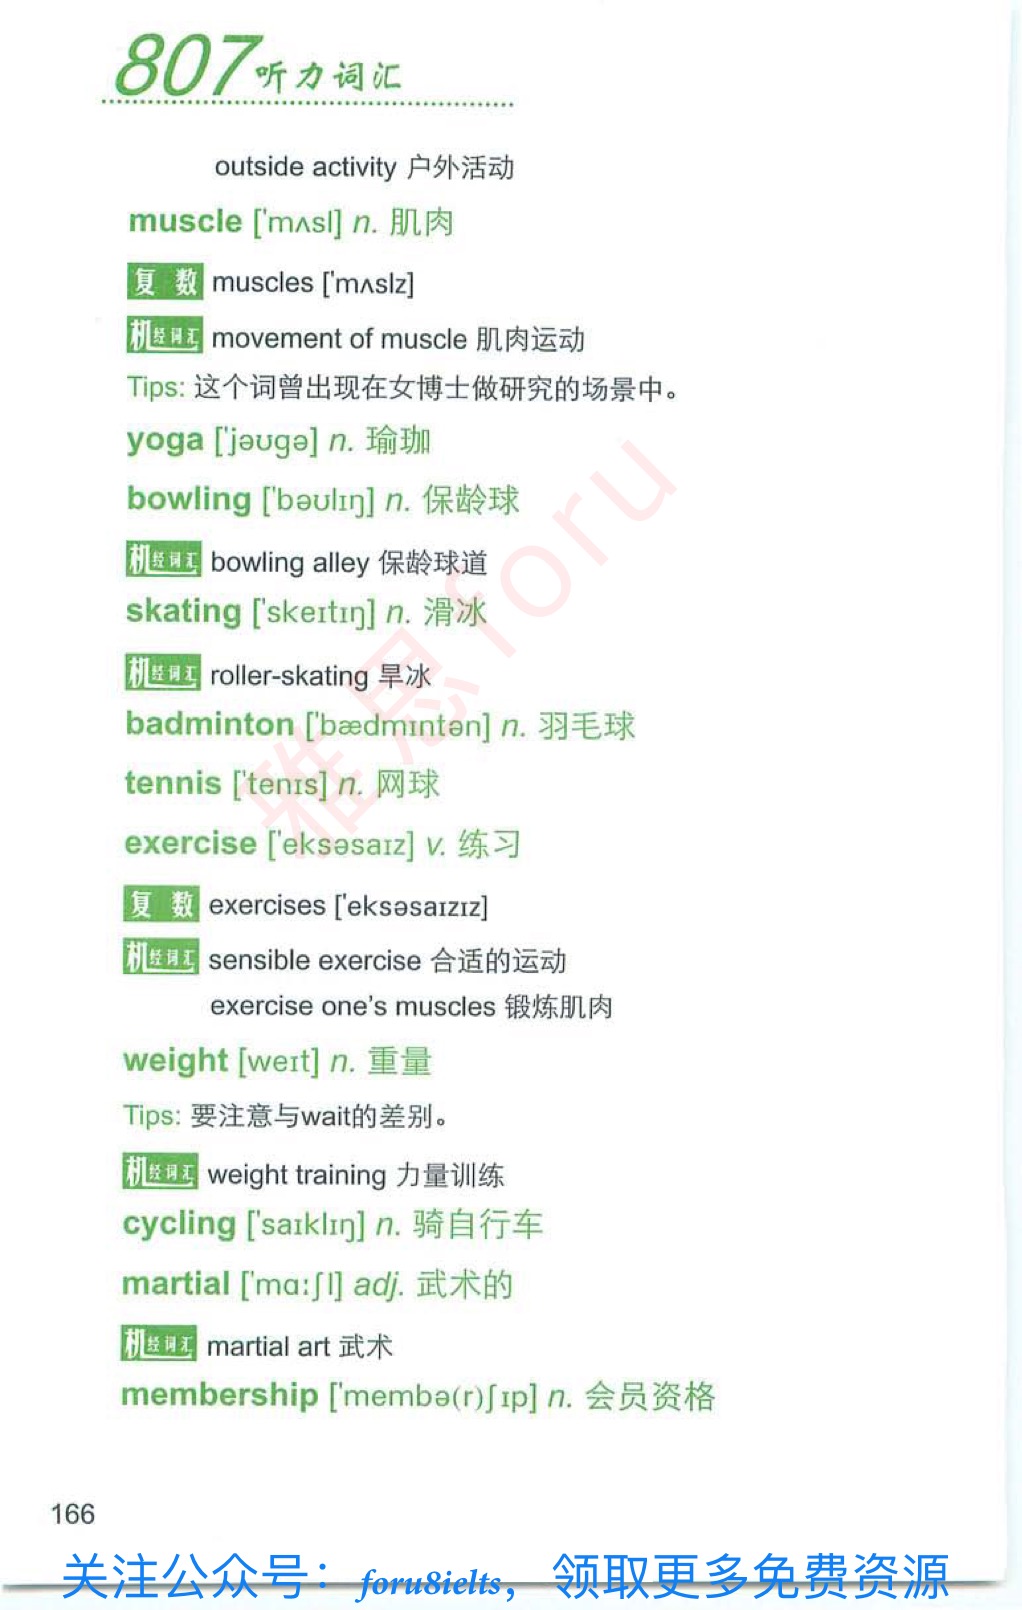 807听力词汇
outside activity 户外活动
muscle ['mʌsl] n. 肌肉
复 数 muscles ['mʌslz]
机经词汇 movement of muscle 肌肉运动
Tips: 这个词曾出现在女博士做研究的场景中。
yoga ['jəʊgə] n. 瑜珈
bowling ['bəʊlɪŋ] n. 保龄球
机经词汇 bowling alley 保龄球道
skating ['skeɪtɪŋ] n. 滑冰
机经词汇 roller-skating 旱冰
badminton ['bædmɪntən] n. 羽毛球
tennis ['tenɪs] n. 网球
exercise ['eksəsaɪz] v. 练习
复 数 exercises ['eksəsaɪzɪz]
机经词汇 sensible exercise 合适的运动
exercise one's muscles 锻炼肌肉
weight [weɪt] n. 重量
Tips: 要注意与wait的差别。
机经词汇 weight training 力量训练
cycling ['saɪklɪŋ] n. 骑自行车
martial ['mɑːʃl] adj. 武术的
机经词汇 martial art 武术
membership ['membə(r)ʃɪp] n. 会员资格
雅思 foru
166
关注公众号：foru8ielts，领取更多免费资源